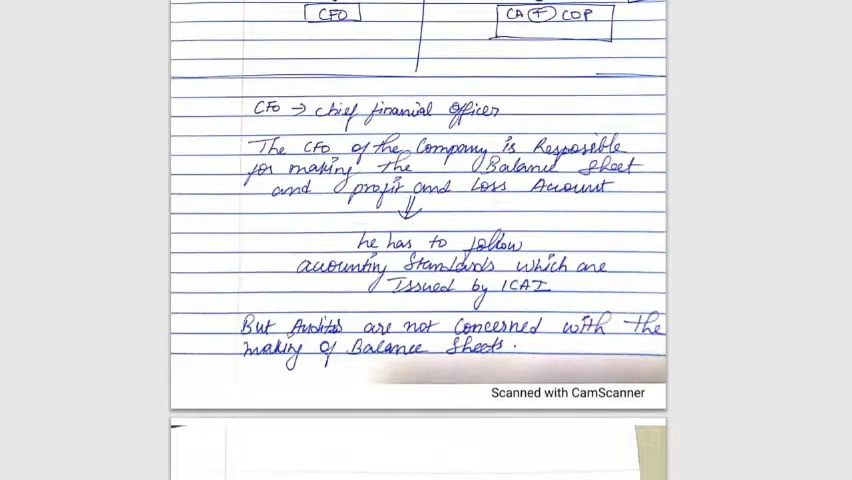 CFO
CA + COP
CFO → Chief financial Officer
The CFO of the Company is Resposible
for making the Balance Sheet
and profit and Loss Account
he has to follow
accounting Standards which are
Issued by ICAI
But Auditos are not Concerned with the
making of Balance Sheets.
Scanned with CamScanner